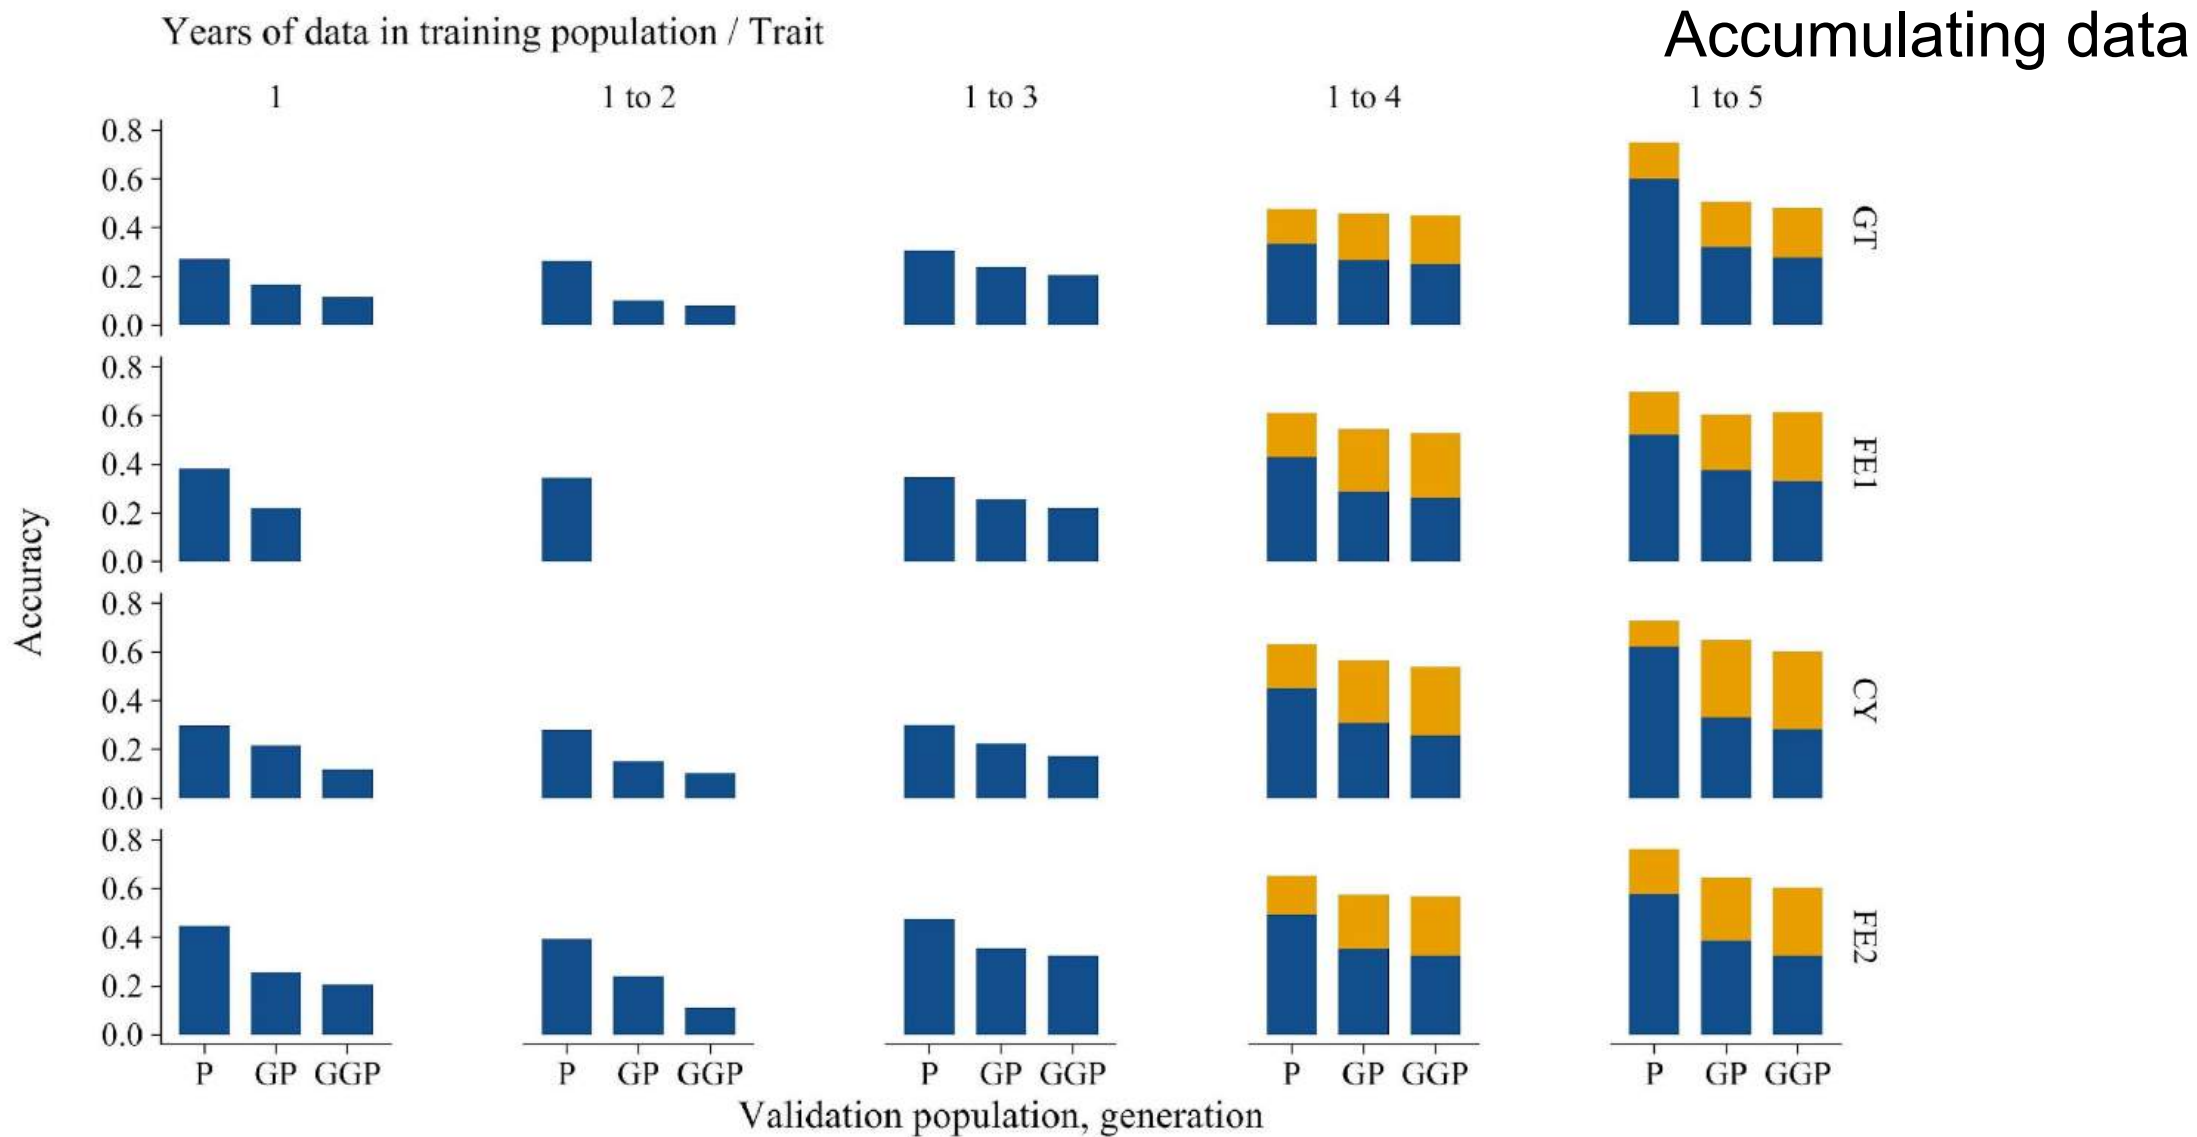 Accumulating data
Years of data in training population / Trait
1 1 to 2 1 to 3 1 to 4 1 to 5
0.8
0.6
0.4
0.2
0.0
GT
0.8
0.6
0.4
0.2
0.0
FE1
0.8
0.6
0.4
0.2
0.0
CY
0.8
0.6
0.4
0.2
0.0
FE2
Accuracy
P GP GGP P GP GGP P GP GGP P GP GGP P GP GGP
Validation population, generation